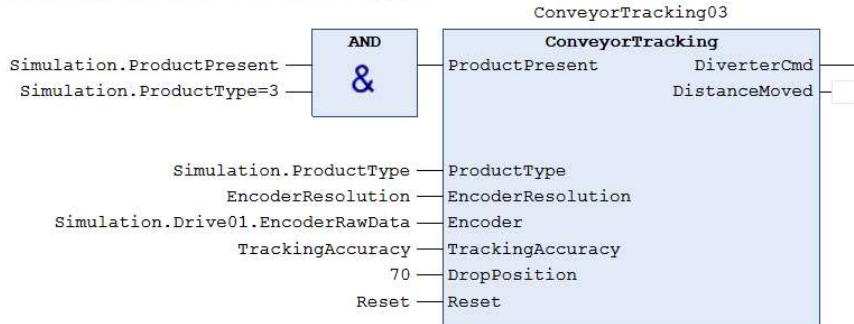 ConveyorTracking03
AND
ConveyorTracking
Simulation.ProductPresent
&
ProductPresent
DiverterCmd
Simulation.ProductType=3
DistanceMoved
Simulation.ProductType
ProductType
EncoderResolution
EncoderResolution
Simulation.Drive01.EncoderRawData
Encoder
TrackingAccuracy
TrackingAccuracy
70
DropPosition
Reset
Reset